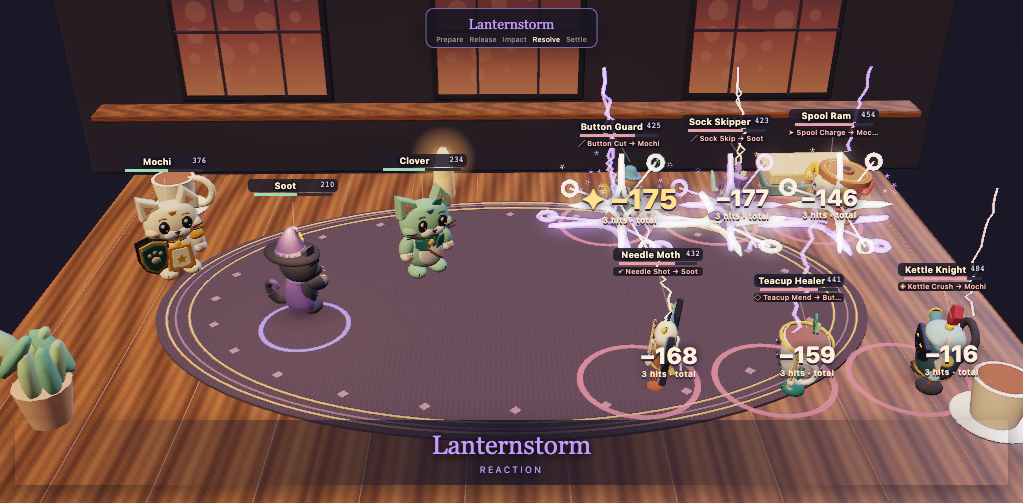 Lanternstorm
Prepare Release Impact Resolve Settle
Button Guard 425
Button Cut → Mochi
Sock Skipper 423
Sock Skip → Soot
Spool Ram 454
Spool Charge → Moc...
Mochi 376
Soot 210
Clover 234
−175
3 hits · total
−177
3 hits · total
−146
3 hits · total
Needle Moth 432
Needle Shot → Soot
Teacup Healer 441
Teacup Mend → But...
Kettle Knight 484
Kettle Crush → Mochi
−168
3 hits · total
−159
3 hits · total
−116
3 hits · total
Lanternstorm
REACTION